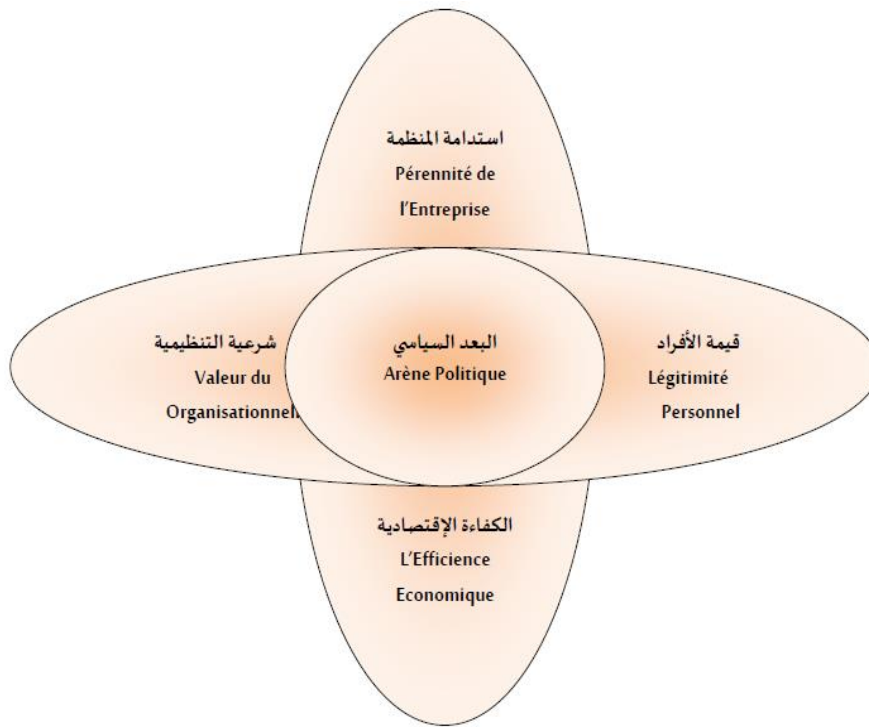 استدامة المنظمة
Pérennité de
l'Entreprise
شرعية التنظيمية
Valeur du
Organisationnell
البعد السياسي
Arène Politique
قيمة الأفراد
Légitimité
Personnel
الكفاءة الإقتصادية
L'Efficience
Economique